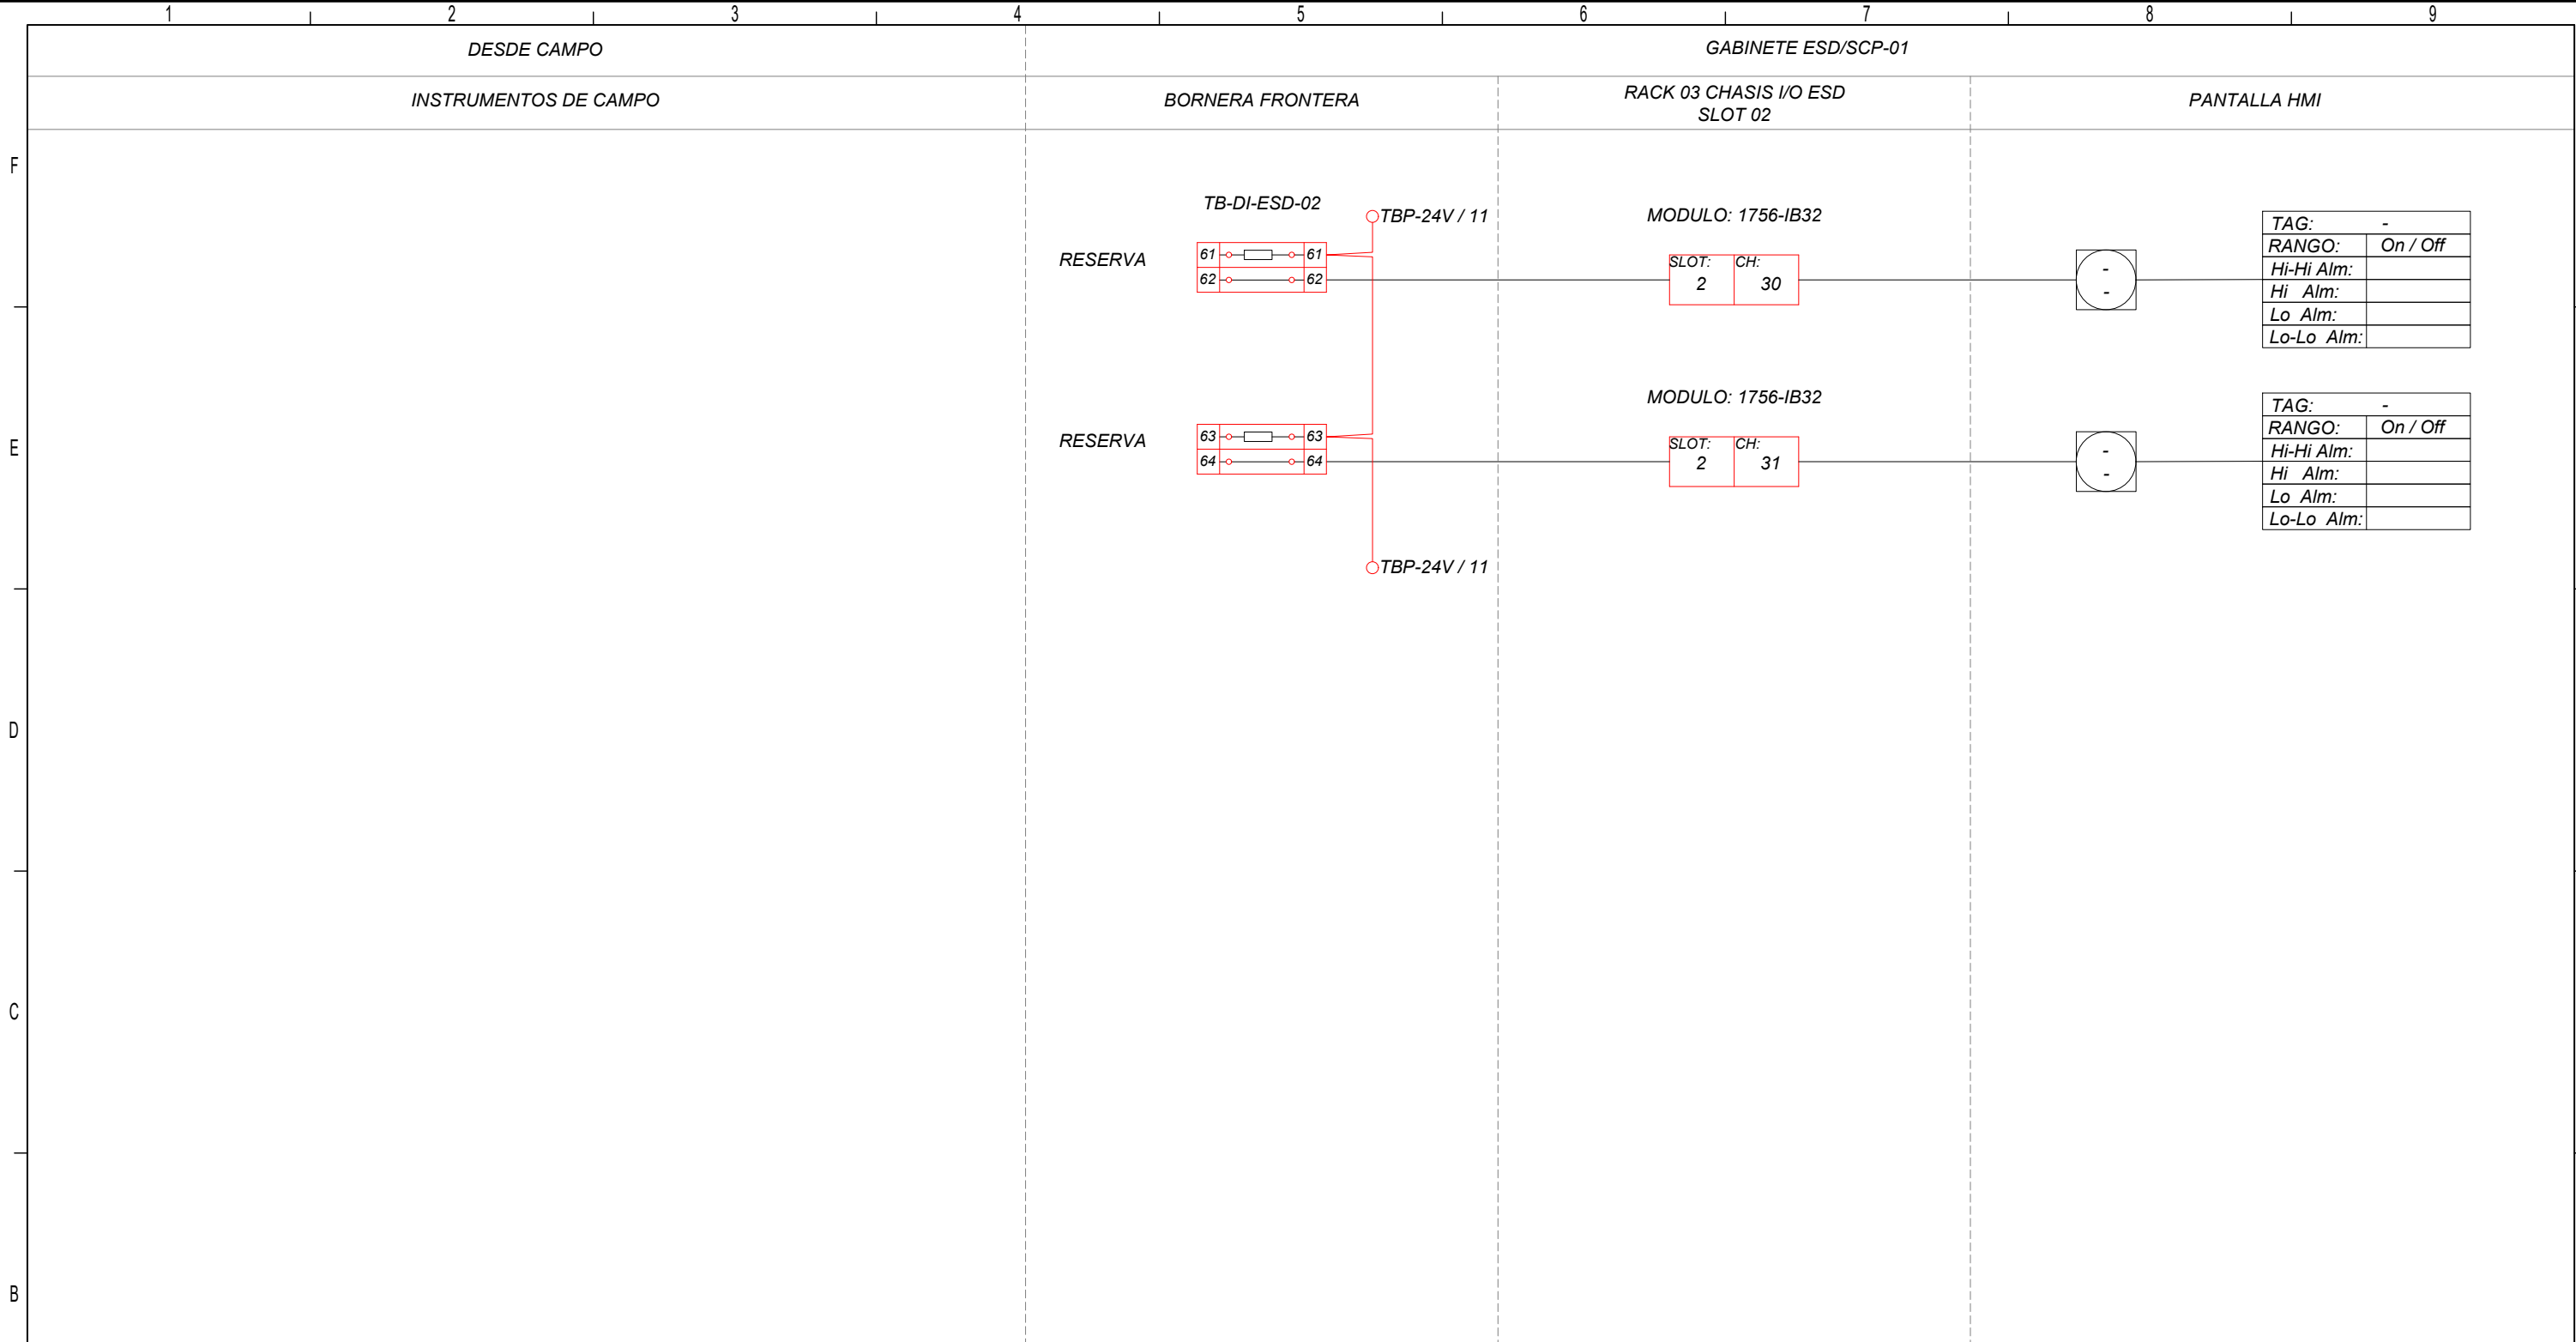 1 2 3 4 5 6 7 8 9
DESDE CAMPO
GABINETE ESD/SCP-01
INSTRUMENTOS DE CAMPO
BORNERA FRONTERA
RACK 03 CHASIS I/O ESD
SLOT 02
PANTALLA HMI
F
TB-DI-ESD-02
TBP-24V / 11
RESERVA
61 61
62 62
MODULO: 1756-IB32
SLOT: CH:
2 30
-
-
TAG: -
RANGO: On / Off
Hi-Hi Alm:
Hi Alm:
Lo Alm:
Lo-Lo Alm:
E
RESERVA
63 63
64 64
TBP-24V / 11
MODULO: 1756-IB32
SLOT: CH:
2 31
-
-
TAG: -
RANGO: On / Off
Hi-Hi Alm:
Hi Alm:
Lo Alm:
Lo-Lo Alm:
D
C
B